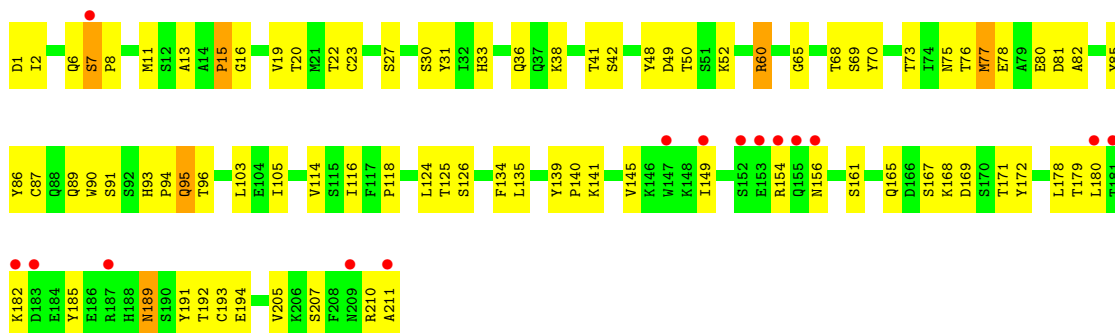 D1 I2 Q6 S7 P8 M11 S12 A13 A14 P15 G16 V19 T20 M21 T22 C23 S27 S30 Y31 I32 H33 Q36 Q37 K38 T41 S42 Y48 D49 T50 S51 K52 R60 G65 T68 S69 Y70 T73 I74 N75 T76 M77 E78 A79 E80 D81 A82
Y86 C87 Q88 Q89 W90 S91 S92 H93 P94 Q95 T96 L103 E104 I105 V114 S115 I116 F117 P118 L124 T125 S126 F134 L135 Y139 P140 K141 V145 K146 W147 K148 I149 S152 E153 R154 Q155 N156 S161 Q165 D166 S167 K168 D169 S170 T171 Y172 L178 T179 L180 T181
K182 D183 E184 Y185 E186 R187 H188 N189 S190 Y191 T192 C193 E194 V205 K206 S207 F208 N209 R210 A211